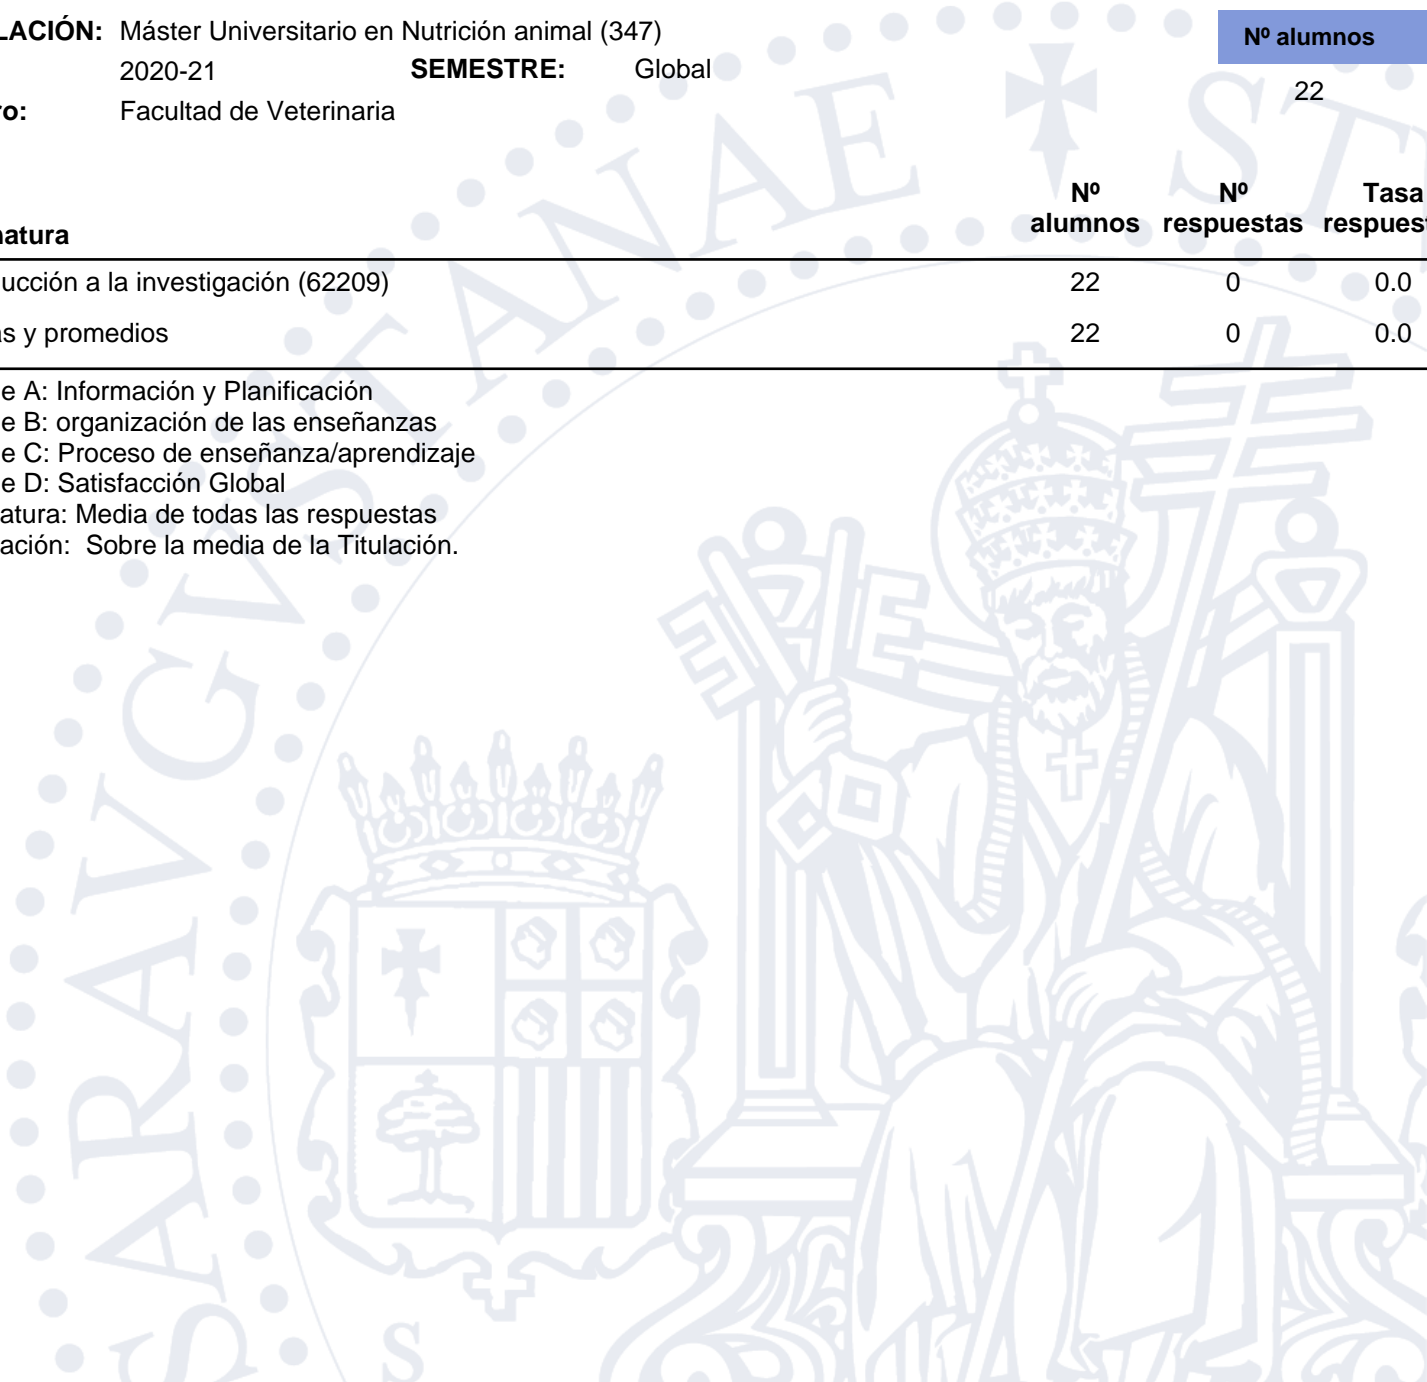 LACIÓN: Máster Universitario en Nutrición animal (347)
Nº alumnos
2020-21 SEMESTRE: Global
22
ro: Facultad de Veterinaria
natura Nº alumnos Nº respuestas Tasa respuest
ucción a la investigación (62209) 22 0 0.0
as y promedios 22 0 0.0
e A: Información y Planificación
e B: organización de las enseñanzas
e C: Proceso de enseñanza/aprendizaje
e D: Satisfacción Global
atura: Media de todas las respuestas
ación: Sobre la media de la Titulación.
SARAVGVSTANAE ST
S